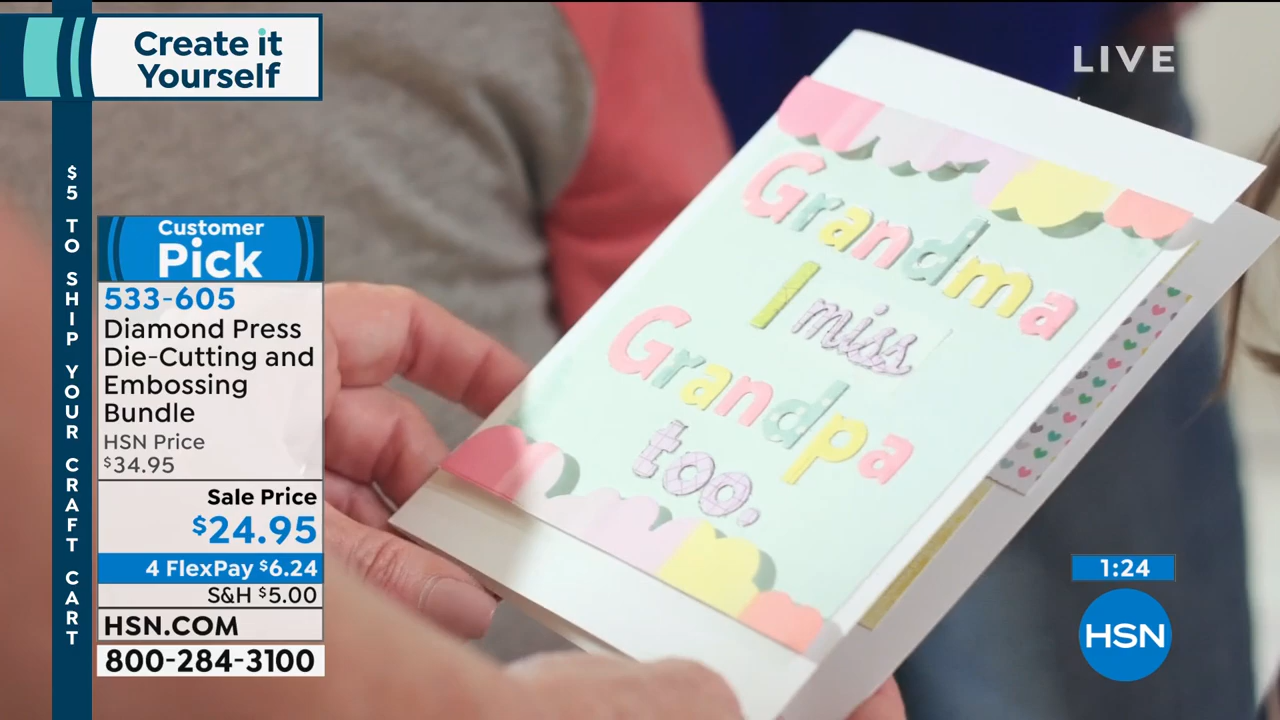 Create it
Yourself
LIVE
$5 TO SHIP YOUR CRAFT CART
Customer
Pick
533-605
Diamond Press
Die-Cutting and
Embossing
Bundle
HSN Price
$34.95
Sale Price
$24.95
4 FlexPay $6.24
S&H $5.00
HSN.COM
800-284-3100
Grandma
I miss
Grandpa
too.
1:24
HSN